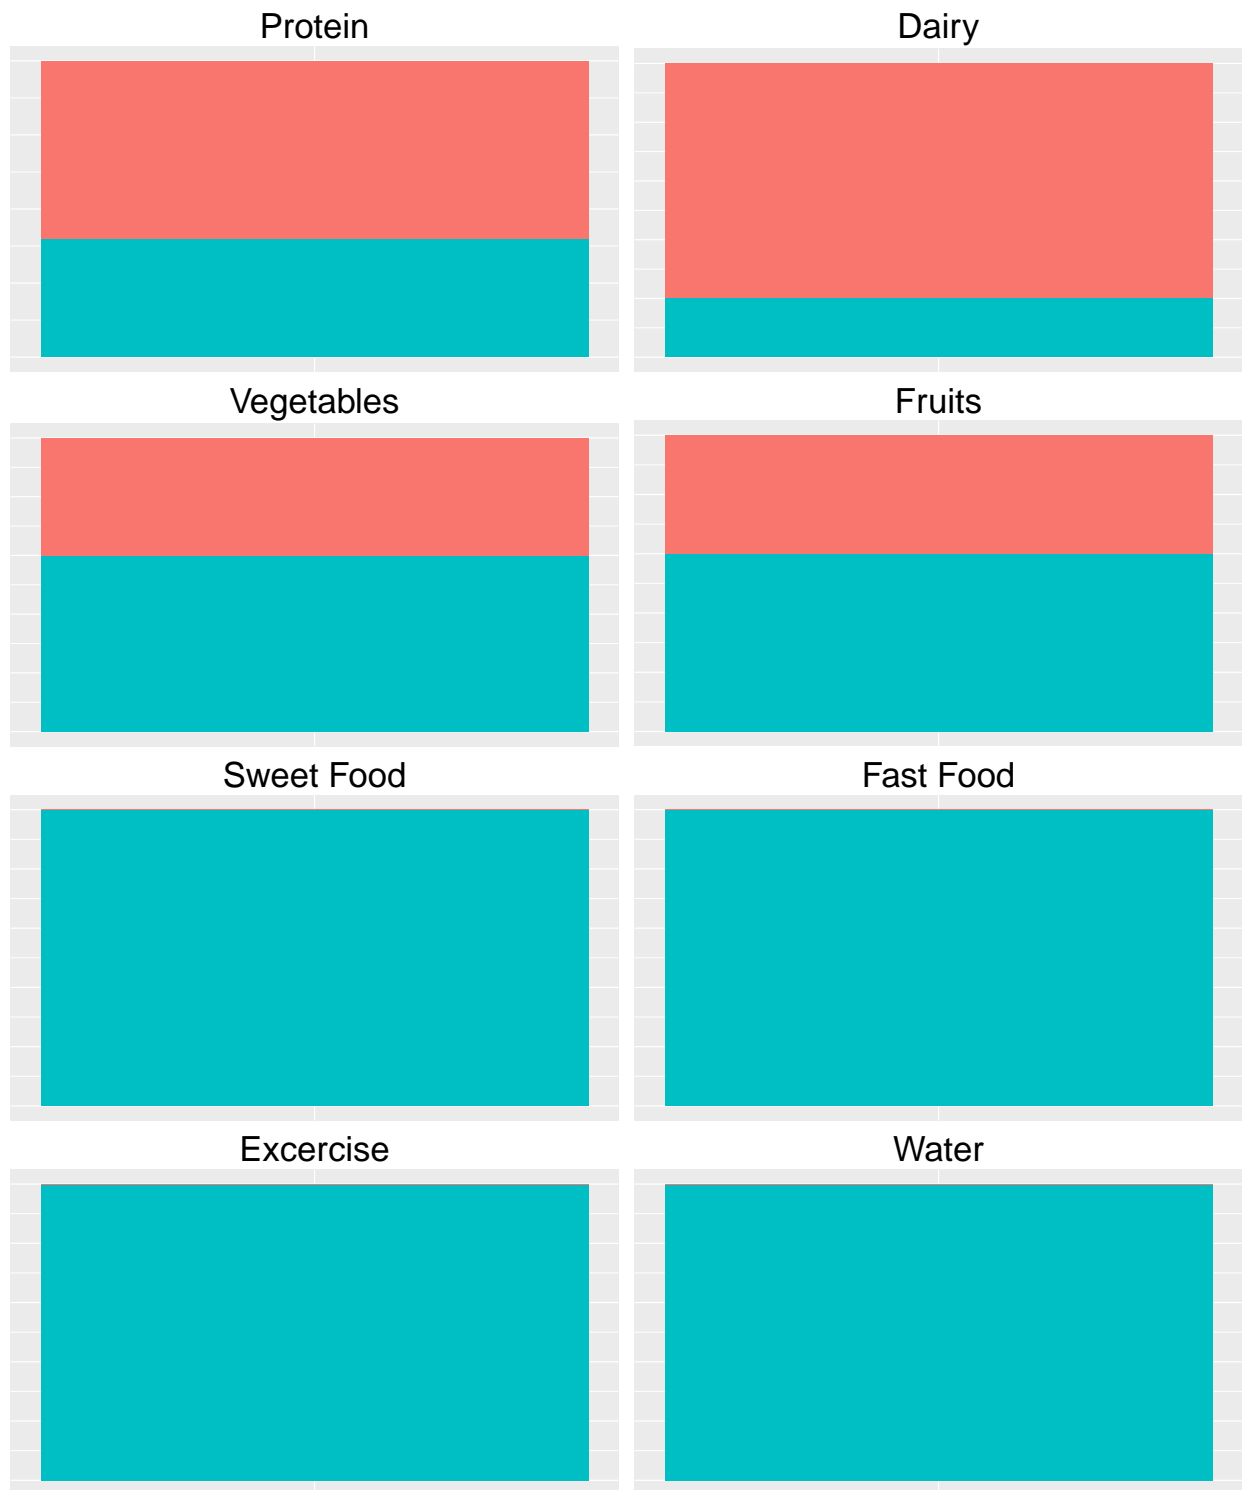 Protein
Dairy
Vegetables
Fruits
Sweet Food
Fast Food
Excercise
Water